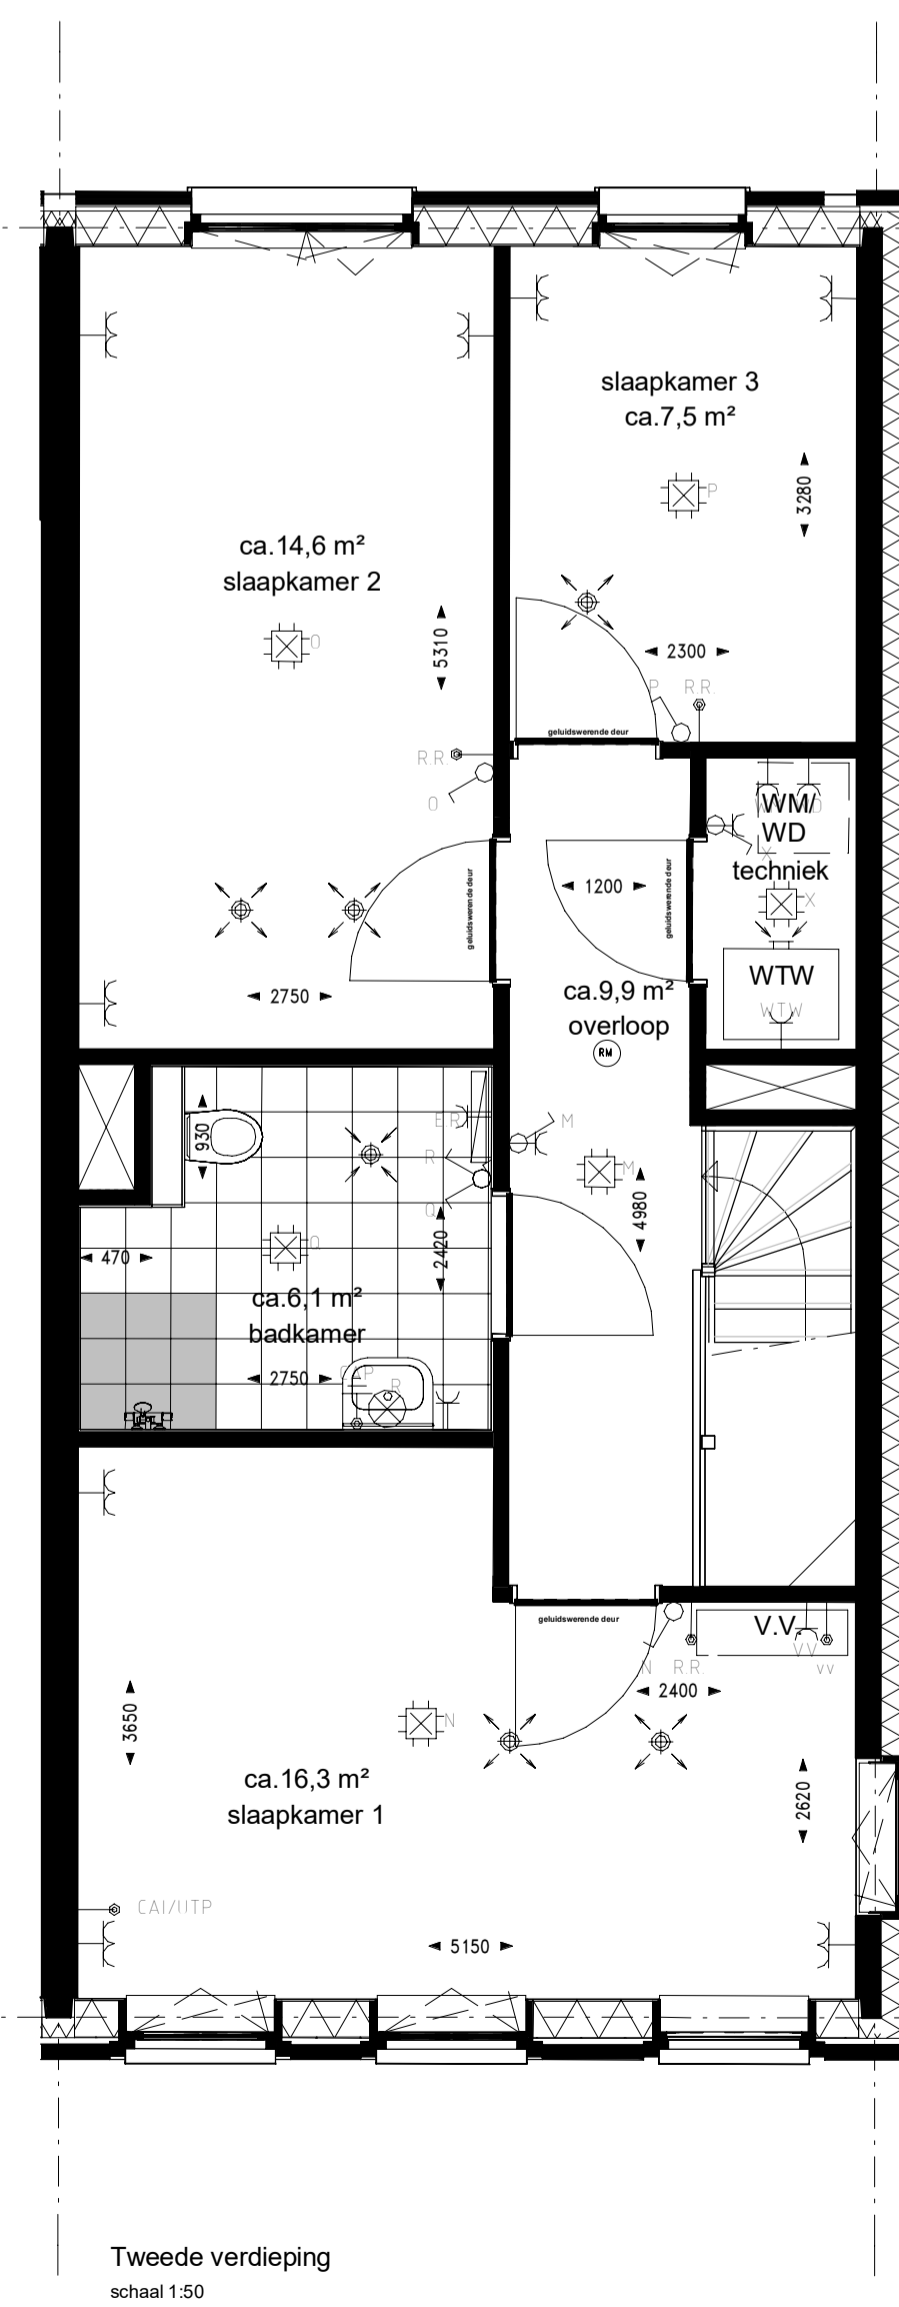 slaapkamer 3
ca.7,5 m²
P
3280
ca.14,6 m²
slaapkamer 2
O
5310
2300
P
R.R.
geluidswerende deur
R.R.
O
WM/
WD
techniek
X
X
geluidswerende deur
1200
geluidswerende deur
WTW
WTW
2750
ca.9,9 m²
overloop
RM
930
E.R.
M
R
M
Q
4980
2420
Q
470
ca.6,1 m²
badkamer
2750
CAP
R
geluidswerende deur
V.V.
VV
vv
N
R.R.
2400
3650
N
ca.16,3 m²
slaapkamer 1
2620
CAI/UTP
5150
Tweede verdieping
schaal 1:50